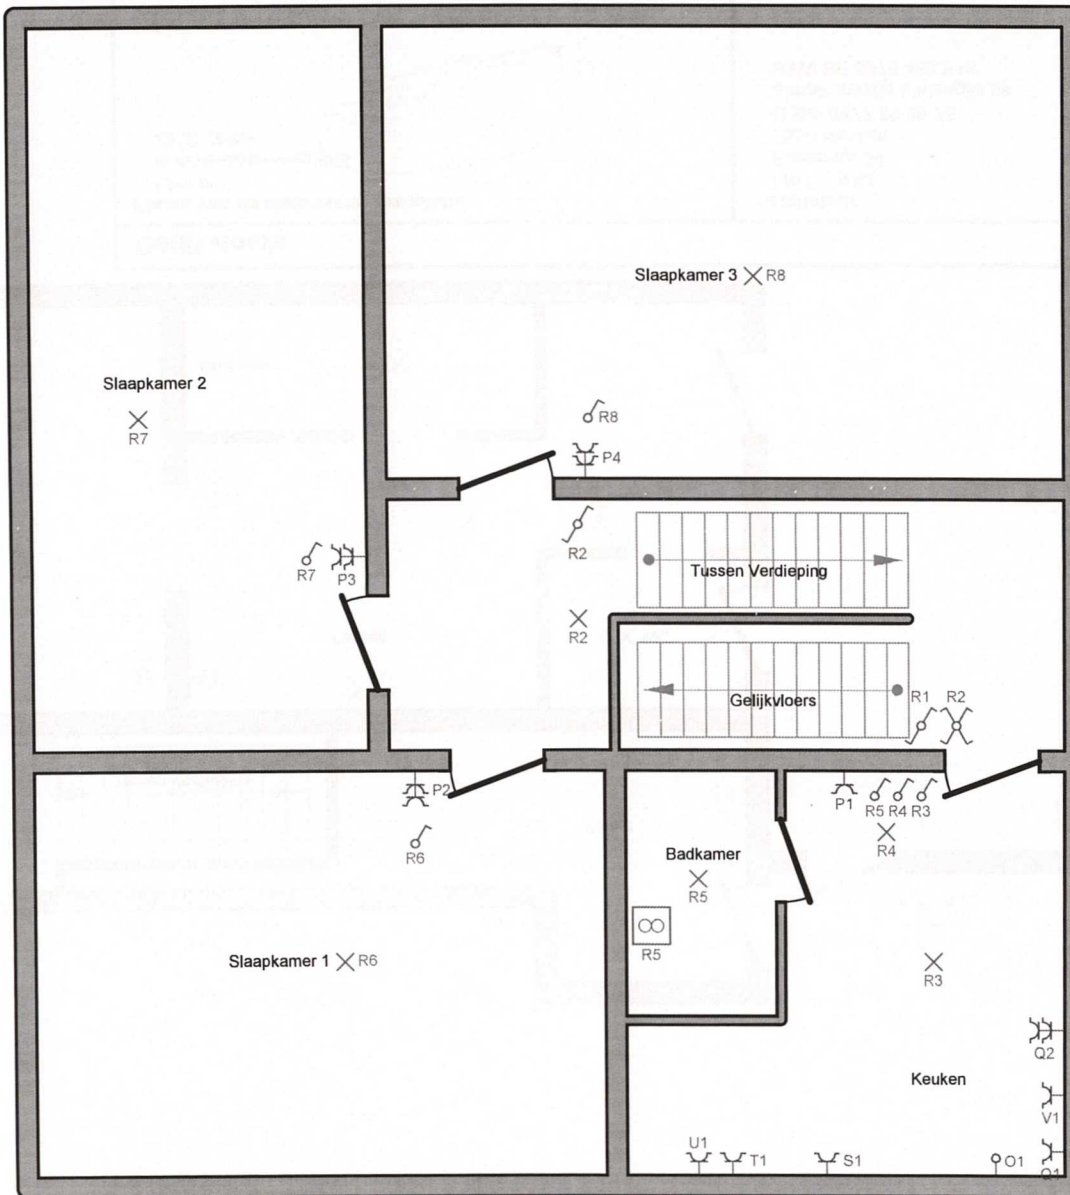 Slaapkamer 3
R8
Slaapkamer 2
R7
R8
P4
R2
R7
P3
Tussen Verdieping
R2
Gelijkvloers
R1
R2
P2
P1
R5
R4
R3
R6
R4
Badkamer
R5
R5
Slaapkamer 1
R6
R3
Q2
Keuken
V1
U1
T1
S1
O1
Q1